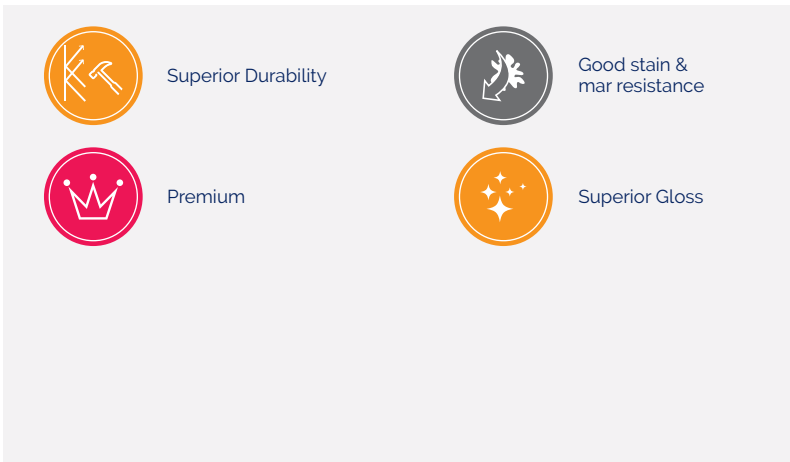 Superior Durability
Good stain &
mar resistance
Premium
Superior Gloss